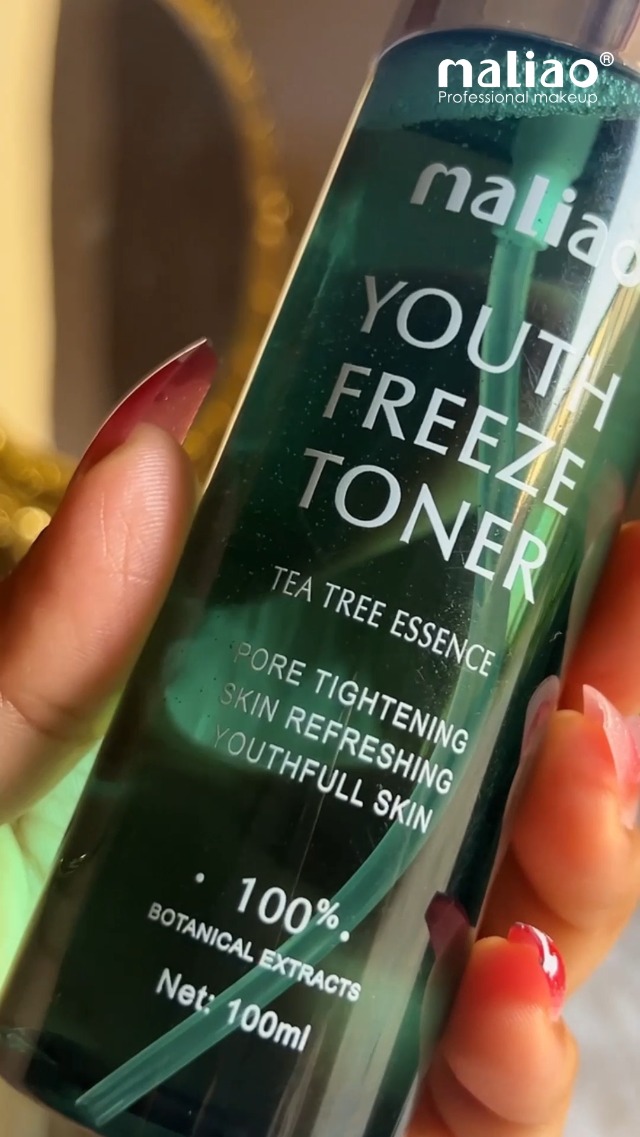 maliao®
Professional makeup
maliao
YOUTH
FREEZE
TONER
TEA TREE ESSENCE
PORE TIGHTENING
SKIN REFRESHING
YOUTHFULL SKIN
• 100%.
BOTANICAL EXTRACTS
Net: 100ml